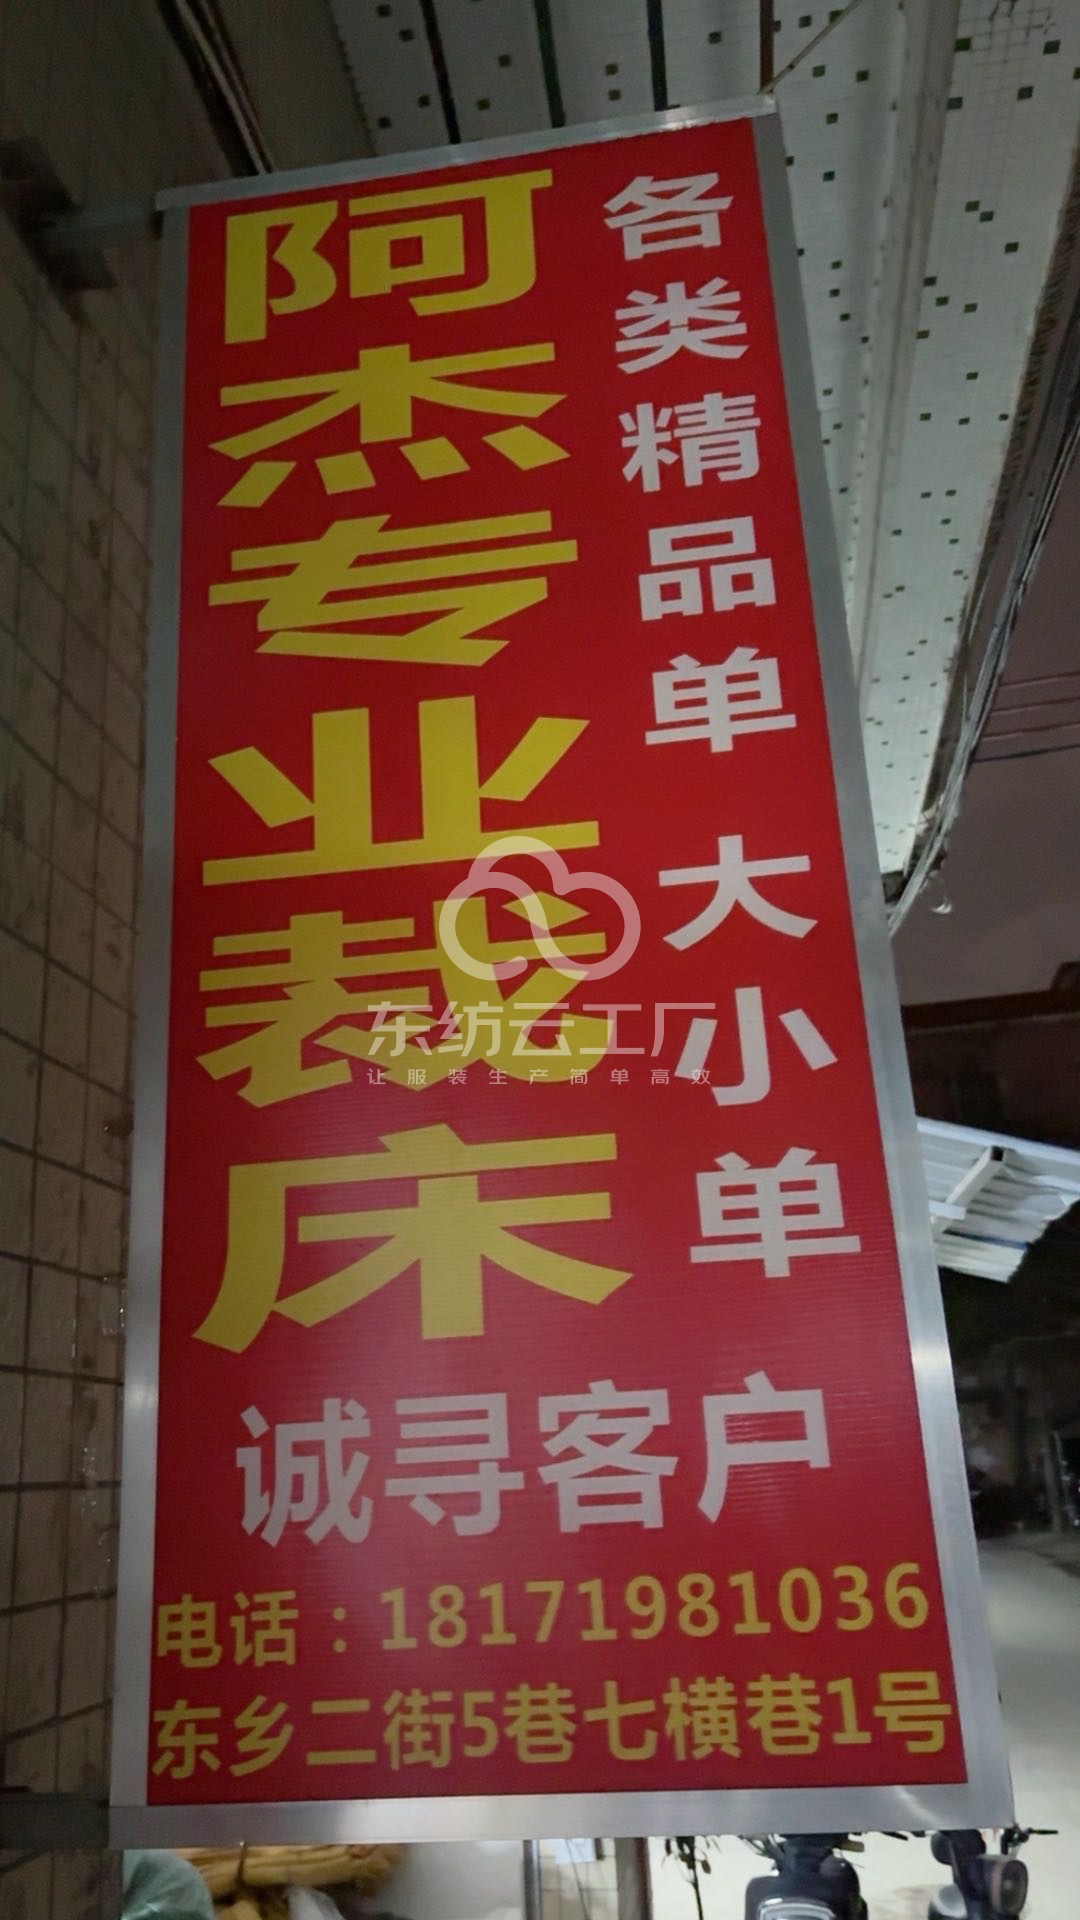 阿杰专业裁床
各类精品单 大小单
东纺云工厂
让服装生产简单高效
诚寻客户
电话：18171981036
东乡二街5巷七横巷1号